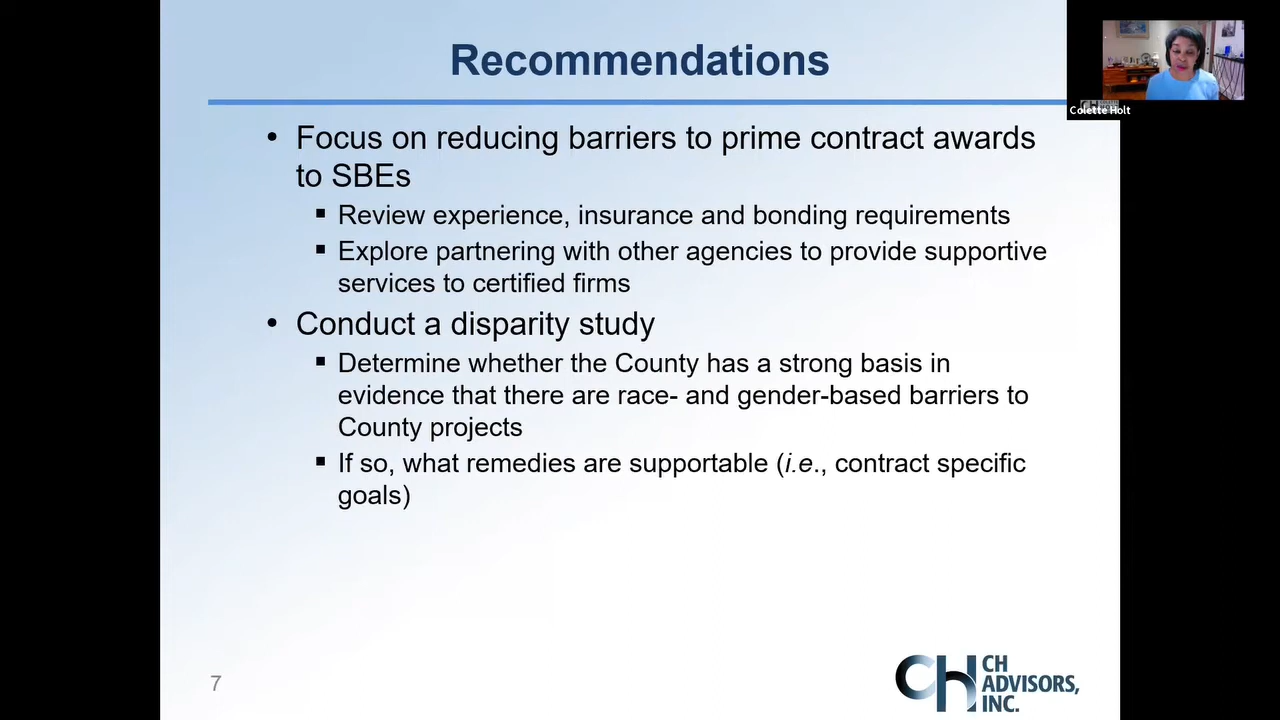 Recommendations
• Focus on reducing barriers to prime contract awards
to SBEs
▪ Review experience, insurance and bonding requirements
▪ Explore partnering with other agencies to provide supportive
services to certified firms
• Conduct a disparity study
▪ Determine whether the County has a strong basis in
evidence that there are race- and gender-based barriers to
County projects
▪ If so, what remedies are supportable (i.e., contract specific
goals)
7
CH CH
ADVISORS,
INC.
Colette Holt